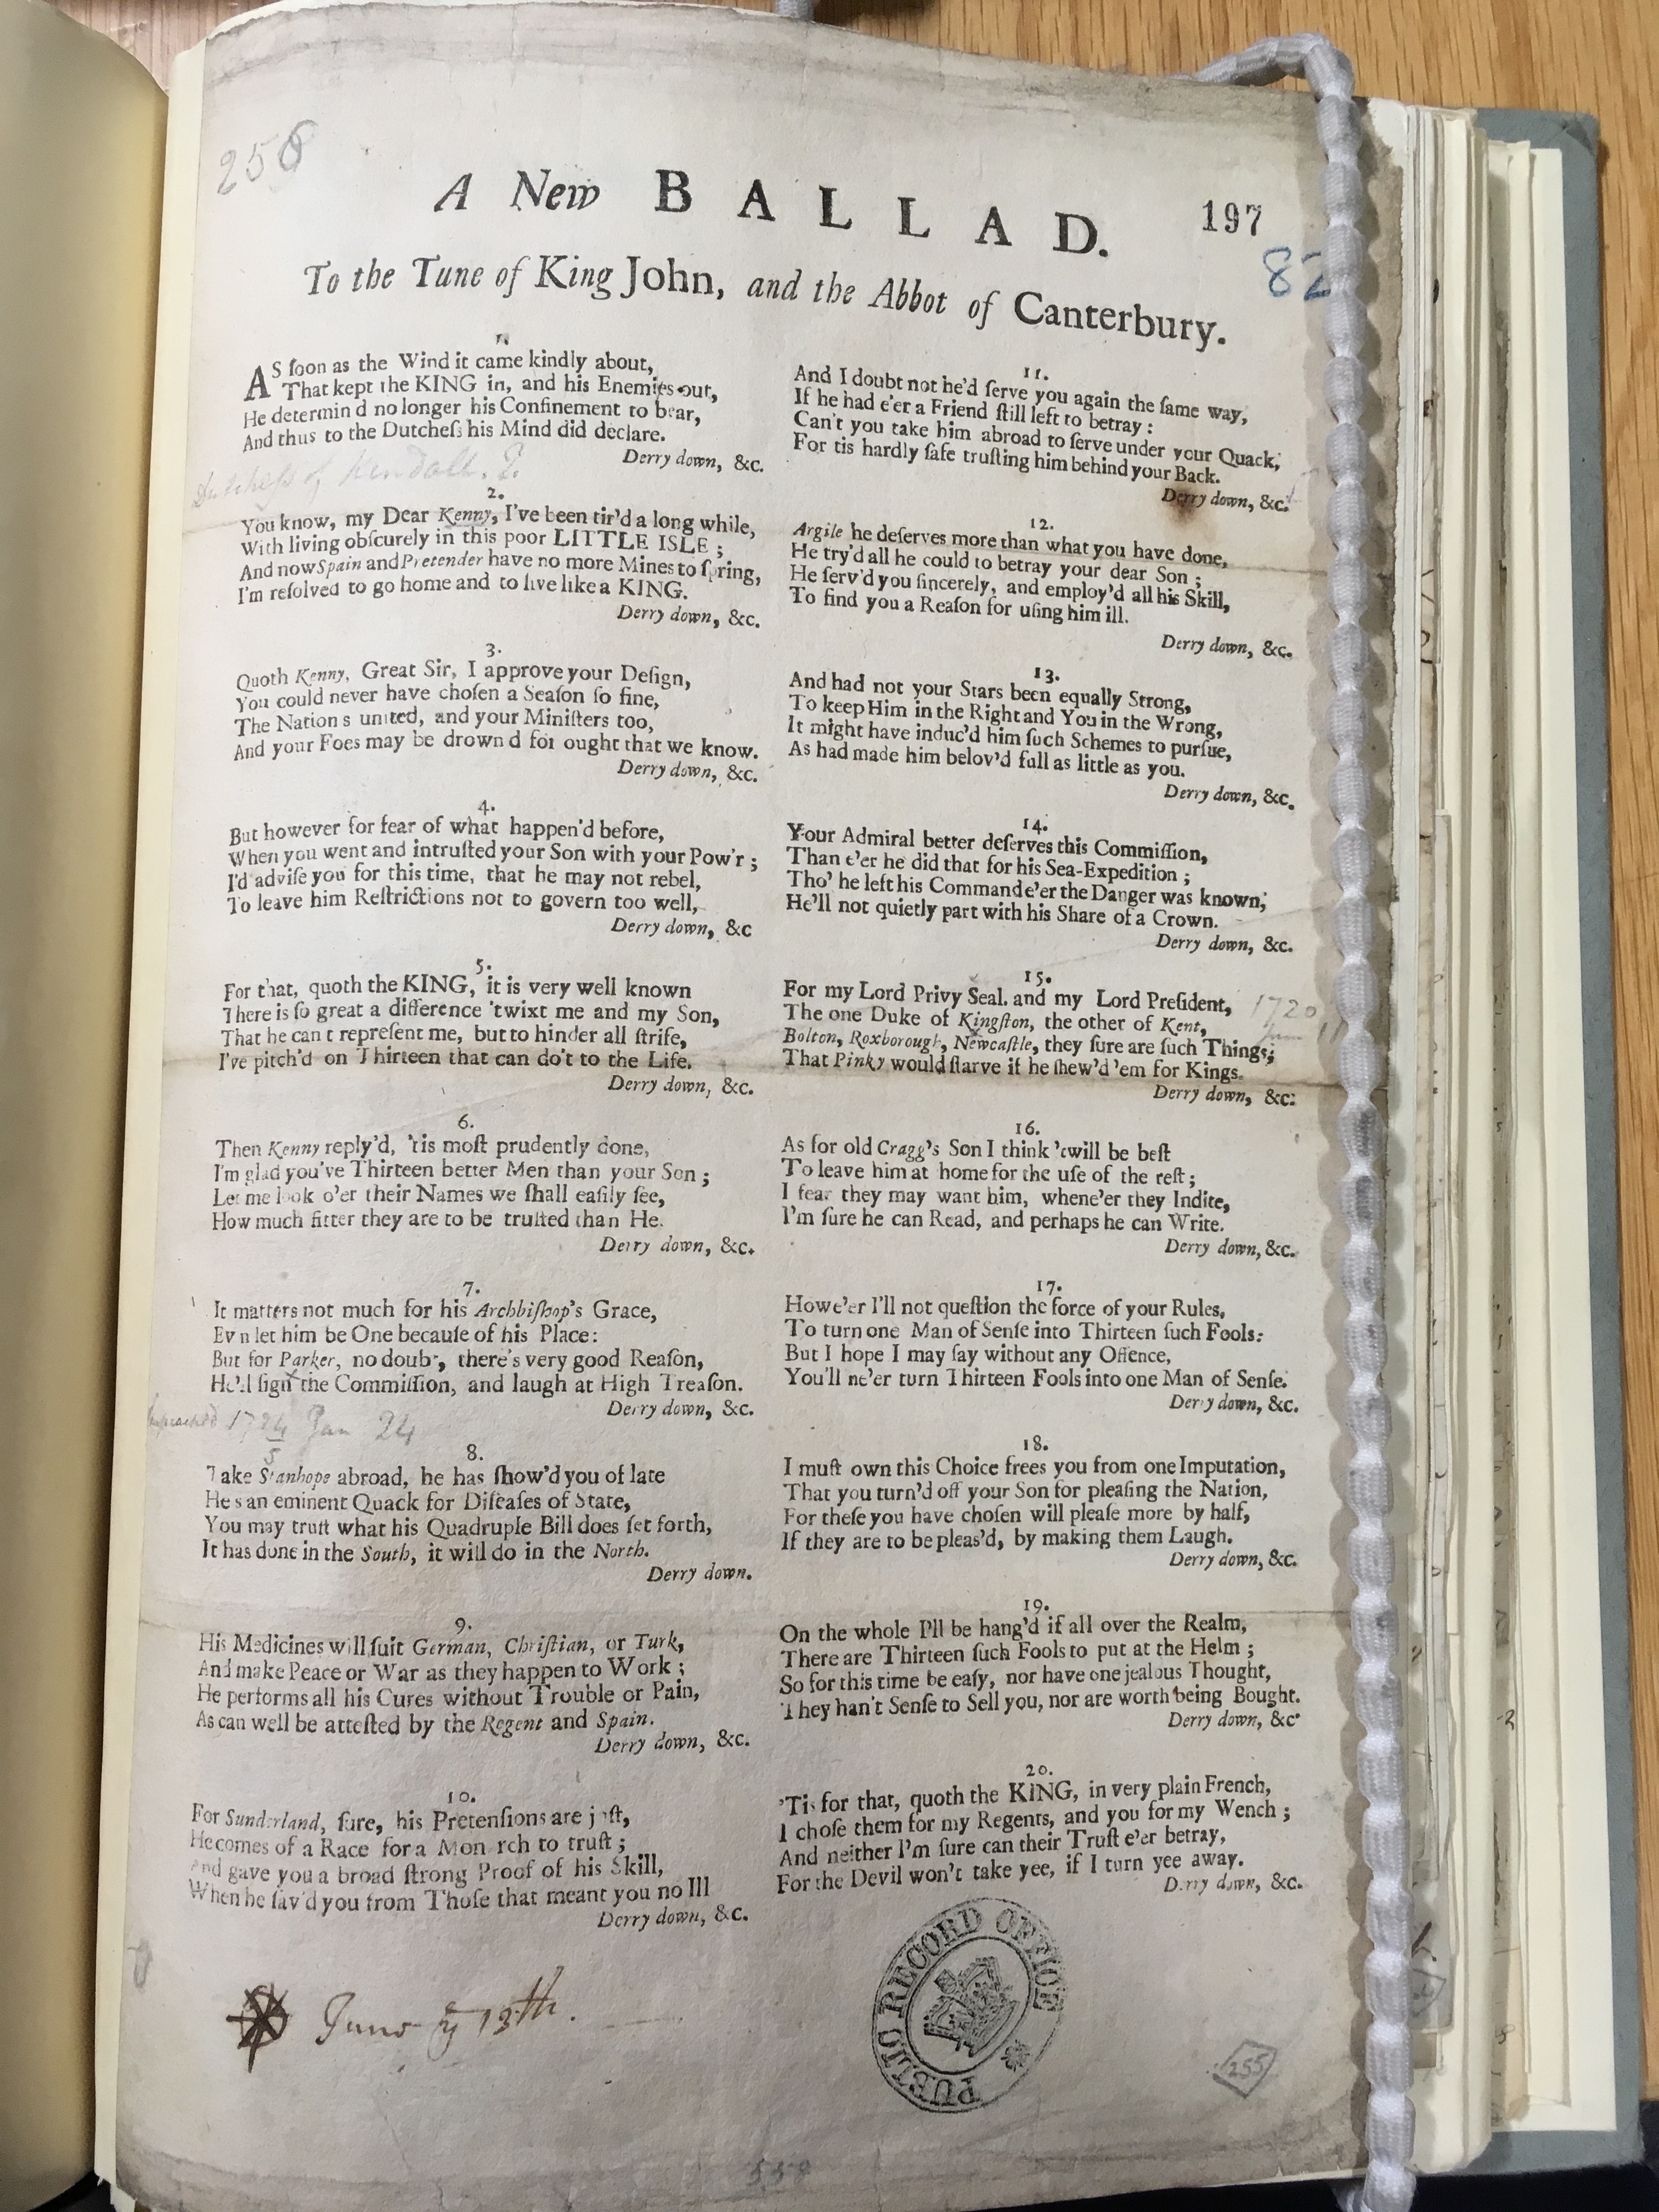 256
A New BALLAD.
197
82
To the Tune of King John, and the Abbot of Canterbury.
1.
AS ſoon as the Wind it came kindly about,
That kept the KING in, and his Enemies out,
He determin d no longer his Confinement to bear,
And thus to the Dutcheſs his Mind did declare.
Derry down, &c.
Dutcheſs of Kendall.
2.
You know, my Dear Kenny, I've been tir'd a long while,
With living obſcurely in this poor LITTLE ISLE;
And now Spain and Pretender have no more Mines to ſpring,
I'm reſolved to go home and to live like a KING.
Derry down, &c.
3.
Quoth Kenny, Great Sir, I approve your Deſign,
You could never have choſen a Seaſon ſo fine,
The Nation s united, and your Miniſters too,
And your Foes may be drown d for ought that we know.
Derry down, &c.
4.
But however for fear of what happen'd before,
When you went and intruſted your Son with your Pow'r;
I'd adviſe you for this time, that he may not rebel,
To leave him Reſtrictions not to govern too well,
Derry down, &c
5.
For that, quoth the KING, it is very well known
There is ſo great a difference 'twixt me and my Son,
That he can t repreſent me, but to hinder all ſtrife,
I've pitch'd on Thirteen that can do't to the Life.
Derry down, &c.
6.
Then Kenny reply'd, 'tis moſt prudently done,
I'm glad you've Thirteen better Men than your Son;
Let me look o'er their Names we ſhall eaſily ſee,
How much fitter they are to be truſted than He.
Derry down, &c.
7.
It matters not much for his Archbiſhop's Grace,
Ev n let him be One becauſe of his Place:
But for Parker, no doubt, there's very good Reaſon,
He'll ſign the Commiſſion, and laugh at High Treaſon.
Derry down, &c.
Impeached 1724/5 Jan 24
8.
Take Stanhope abroad, he has ſhow'd you of late
He s an eminent Quack for Diſeaſes of State,
You may truſt what his Quadruple Bill does ſet forth,
It has done in the South, it will do in the North.
Derry down.
9.
His Medicines will ſuit German, Chriſtian, or Turk,
And make Peace or War as they happen to Work;
He performs all his Cures without Trouble or Pain,
As can well be atteſted by the Regent and Spain.
Derry down, &c.
10.
For Sunderland, ſure, his Pretenſions are juſt,
He comes of a Race for a Mon rch to truſt;
And gave you a broad ſtrong Proof of his Skill,
When he ſav'd you from Thoſe that meant you no Ill
Derry down, &c.
11.
And I doubt not he'd ſerve you again the ſame way,
If he had e'er a Friend ſtill left to betray:
Can't you take him abroad to ſerve under your Quack,
For tis hardly ſafe truſting him behind your Back.
Derry down, &c.
12.
Argile he deſerves more than what you have done,
He try'd all he could to betray your dear Son;
He ſerv'd you ſincerely, and employ'd all his Skill,
To find you a Reaſon for uſing him ill.
Derry down, &c.
13.
And had not your Stars been equally Strong,
To keep Him in the Right and You in the Wrong,
It might have induc'd him ſuch Schemes to purſue,
As had made him belov'd full as little as you.
Derry down, &c.
14.
Your Admiral better deſerves this Commiſſion,
Than e'er he did that for his Sea-Expedition;
Tho' he left his Command e'er the Danger was known,
He'll not quietly part with his Share of a Crown.
Derry down, &c.
15.
For my Lord Privy Seal. and my Lord Preſident,
The one Duke of Kingſton, the other of Kent,
1720
Bolton, Roxborough, Newcaſtle, they ſure are ſuch Things;
That Pinky would ſtarve if he ſhew'd 'em for Kings.
Derry down, &c.
16.
As for old Cragg's Son I think 'twill be beſt
To leave him at home for the uſe of the reſt;
I fear they may want him, whene'er they Indite,
I'm ſure he can Read, and perhaps he can Write.
Derry down, &c.
17.
Howe'er I'll not queſtion the force of your Rules,
To turn one Man of Senſe into Thirteen ſuch Fools:
But I hope I may ſay without any Offence,
You'll ne'er turn Thirteen Fools into one Man of Senſe.
Derry down, &c.
18.
I muſt own this Choice frees you from one Imputation,
That you turn'd off your Son for pleaſing the Nation,
For theſe you have choſen will pleaſe more by half,
If they are to be pleas'd, by making them Laugh.
Derry down, &c.
19.
On the whole I'll be hang'd if all over the Realm,
There are Thirteen ſuch Fools to put at the Helm;
So for this time be eaſy, nor have one jealous Thought,
They han't Senſe to Sell you, nor are worth being Bought.
Derry down, &c
20.
'Tis for that, quoth the KING, in very plain French,
I choſe them for my Regents, and you for my Wench;
And neither I'm ſure can their Truſt e'er betray,
For the Devil won't take yee, if I turn yee away.
Derry down, &c.
June ye 13th.
PUBLIC RECORD OFFICE
255